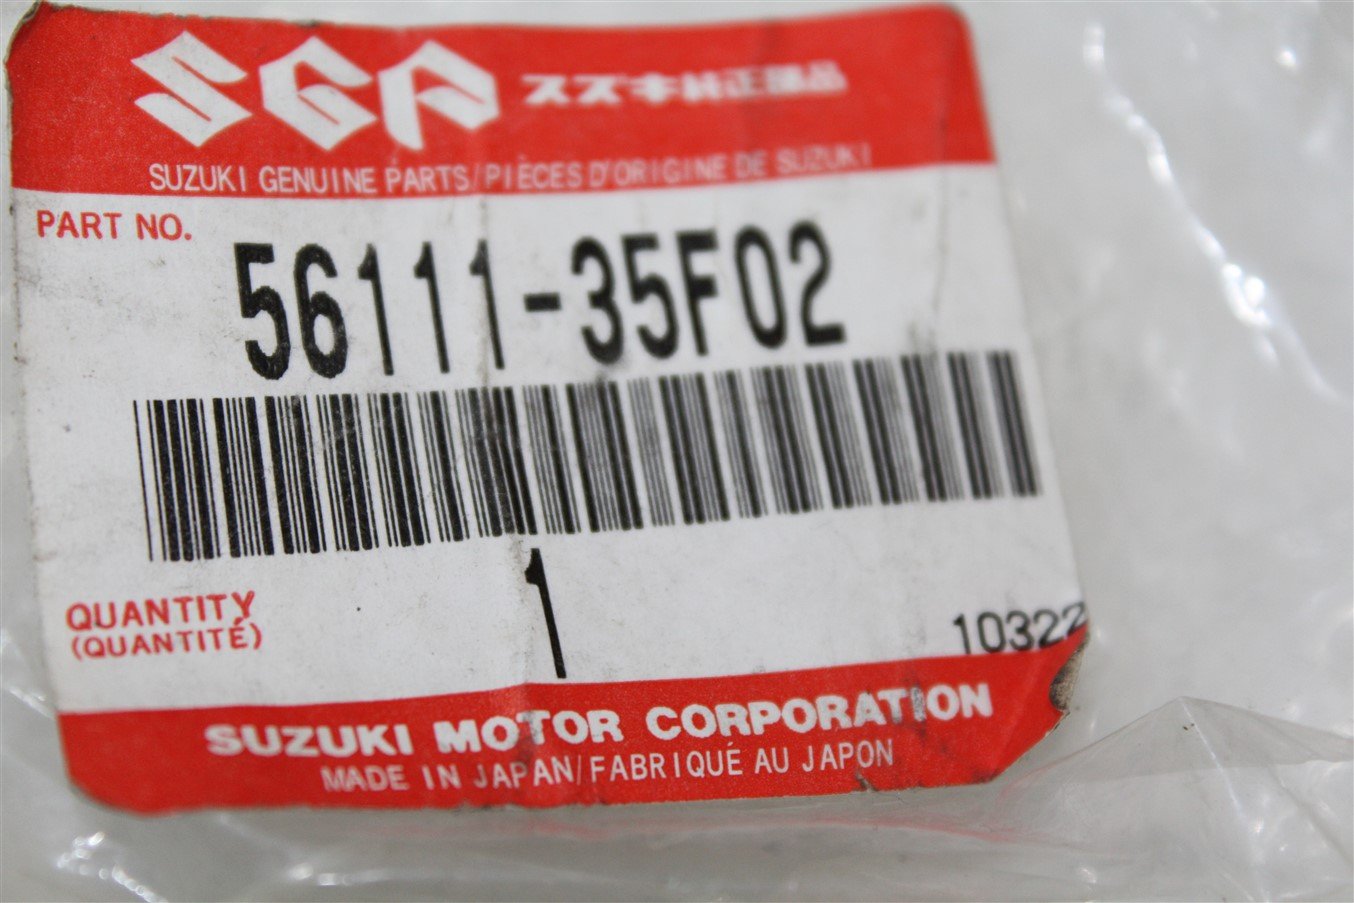 SGP スズキ純正部品
SUZUKI GENUINE PARTS/PIÈCES D'ORIGINE DE SUZUKI
PART NO.
56111-35F02
1
QUANTITY
(QUANTITÉ)
10322
SUZUKI MOTOR CORPORATION
MADE IN JAPAN/FABRIQUÉ AU JAPON